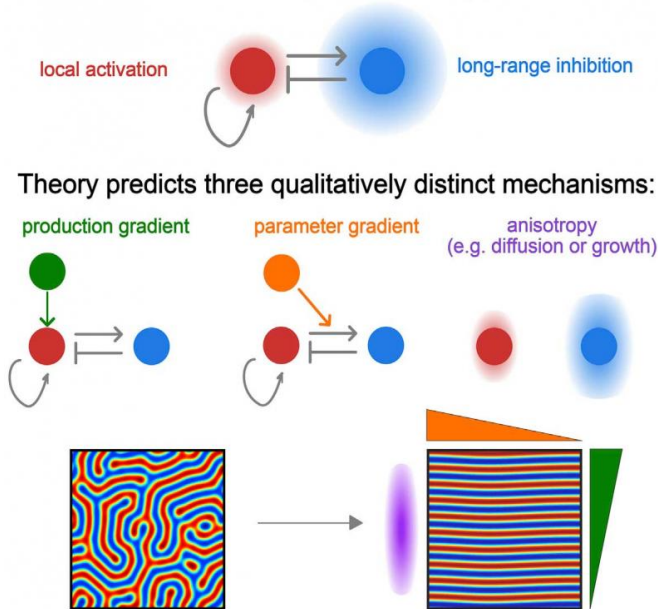 local activation
long-range inhibition
Theory predicts three qualitatively distinct mechanisms:
production gradient
parameter gradient
anisotropy
(e.g. diffusion or growth)